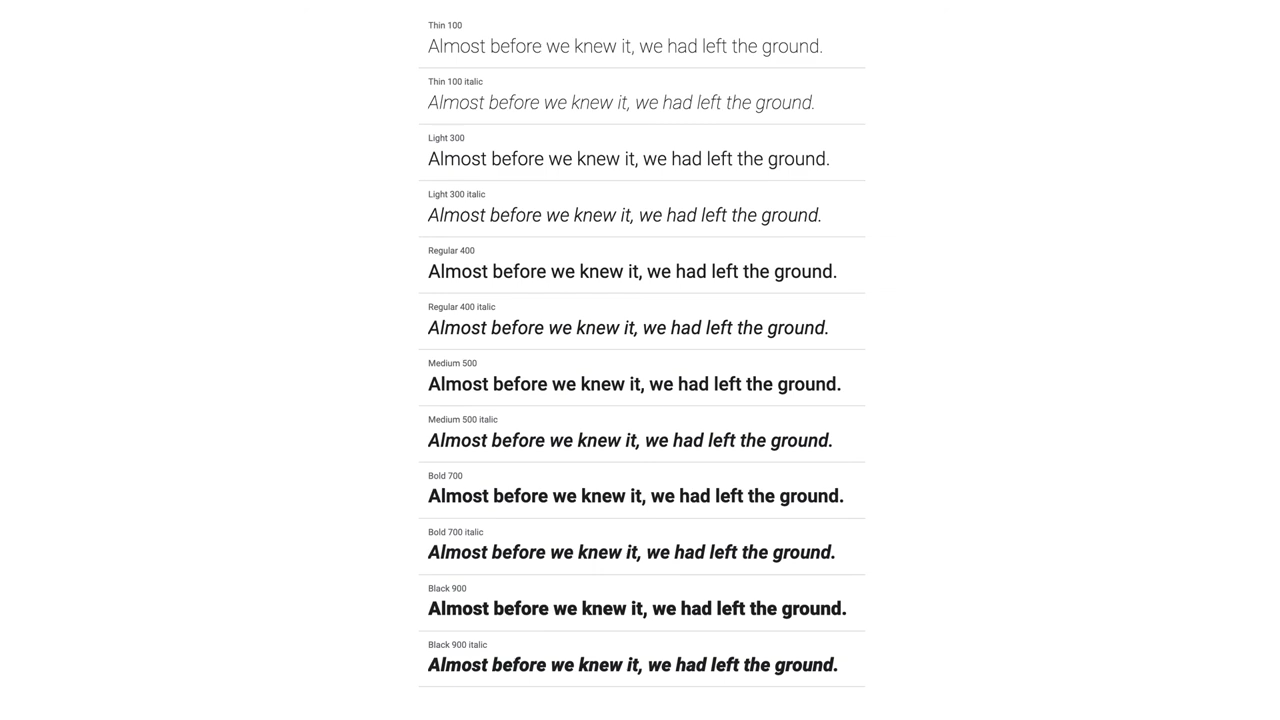 Thin 100
Almost before we knew it, we had left the ground.
Thin 100 italic
Almost before we knew it, we had left the ground.
Light 300
Almost before we knew it, we had left the ground.
Light 300 italic
Almost before we knew it, we had left the ground.
Regular 400
Almost before we knew it, we had left the ground.
Regular 400 italic
Almost before we knew it, we had left the ground.
Medium 500
Almost before we knew it, we had left the ground.
Medium 500 italic
Almost before we knew it, we had left the ground.
Bold 700
Almost before we knew it, we had left the ground.
Bold 700 italic
Almost before we knew it, we had left the ground.
Black 900
Almost before we knew it, we had left the ground.
Black 900 italic
Almost before we knew it, we had left the ground.